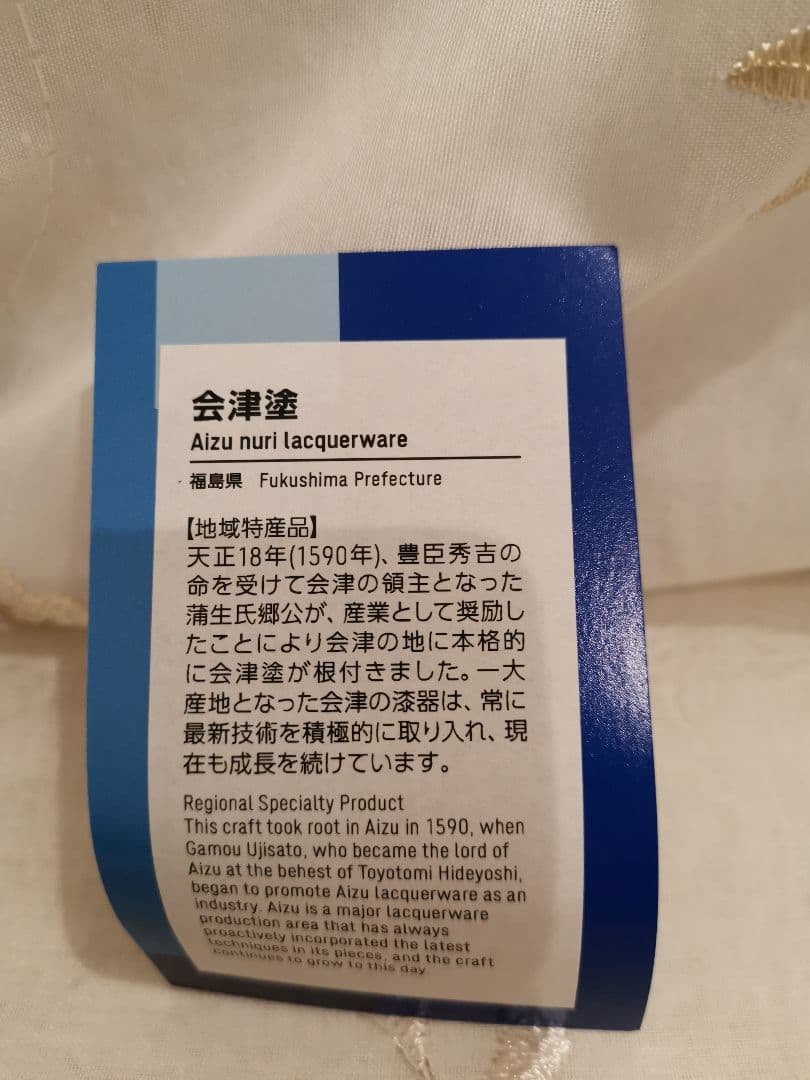 会津塗
Aizu nuri lacquerware
福島県 Fukushima Prefecture
【地域特産品】
天正18年(1590年)、豊臣秀吉の
命を受けて会津の領主となった
蒲生氏郷公が、産業として奨励し
たことにより会津の地に本格的
に会津塗が根付きました。一大
産地となった会津の漆器は、常に
最新技術を積極的に取り入れ、現
在も成長を続けています。
Regional Specialty Product
This craft took root in Aizu in 1590, when
Gamou Ujisato, who became the lord of
Aizu at the behest of Toyotomi Hideyoshi,
began to promote Aizu lacquerware as an
industry. Aizu is a major lacquerware
production area that has always
proactively incorporated the latest
techniques in its pieces, and the craft
continues to grow to this day